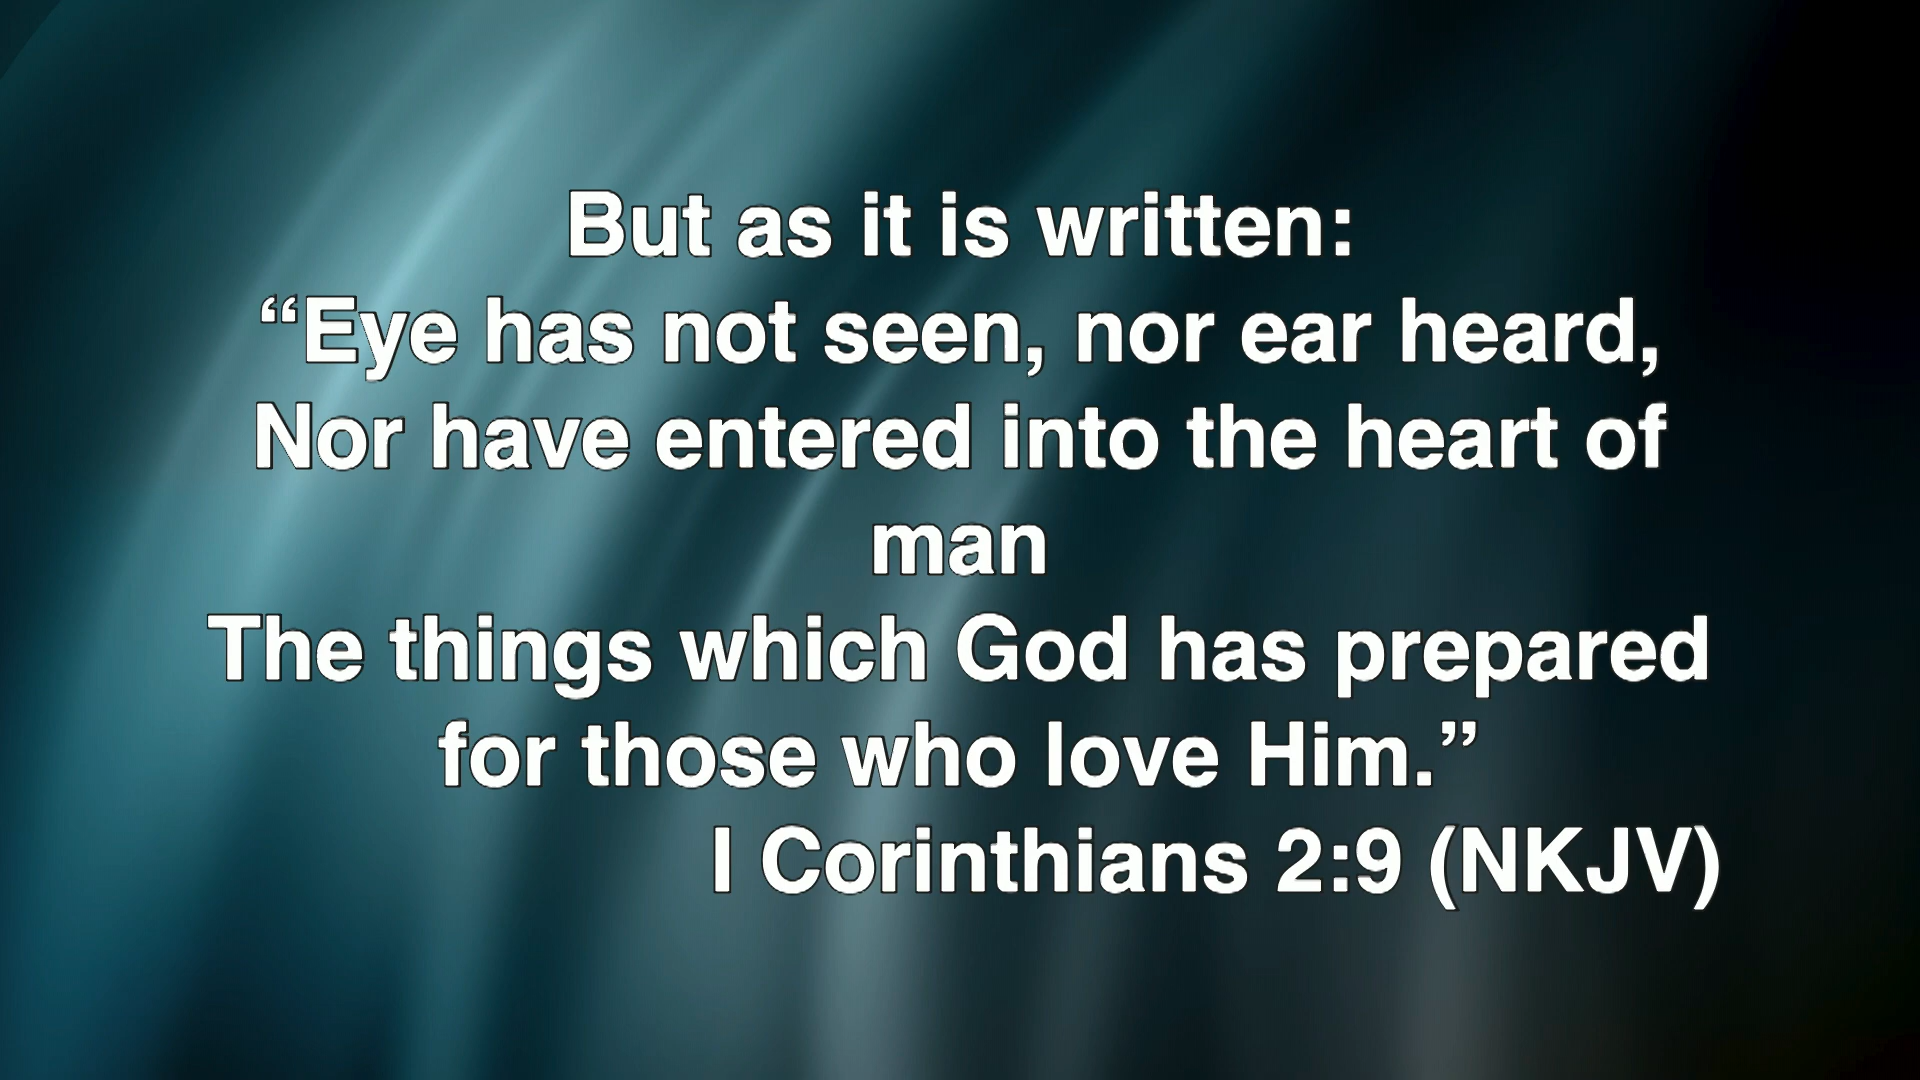 But as it is written:
“Eye has not seen, nor ear heard,
Nor have entered into the heart of
man
The things which God has prepared
for those who love Him.”
I Corinthians 2:9 (NKJV)